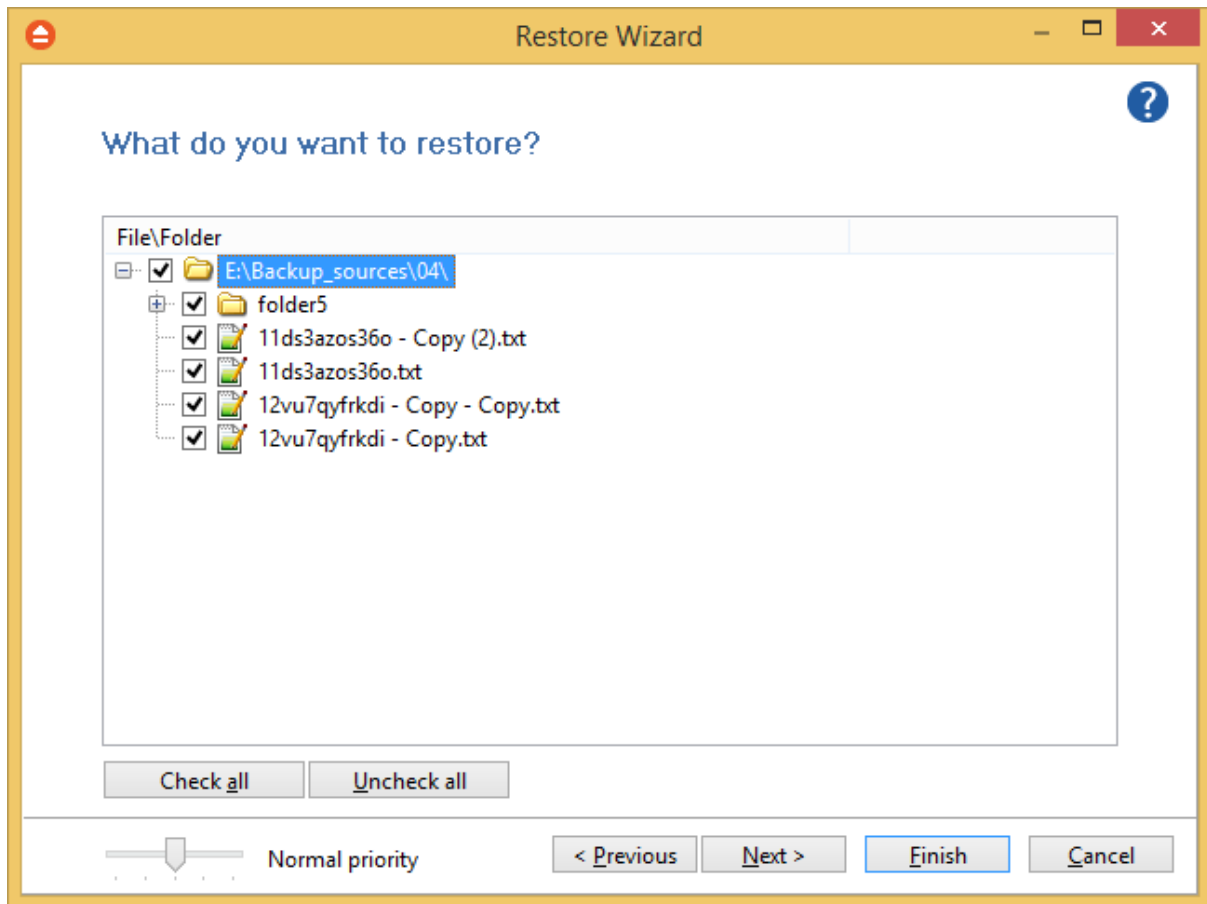 Restore Wizard
?
What do you want to restore?
File\Folder
E:\Backup_sources\04\
folder5
11ds3azos36o - Copy (2).txt
11ds3azos36o.txt
12vu7qyfrkdi - Copy - Copy.txt
12vu7qyfrkdi - Copy.txt
Check all Uncheck all
Normal priority < Previous Next > Finish Cancel